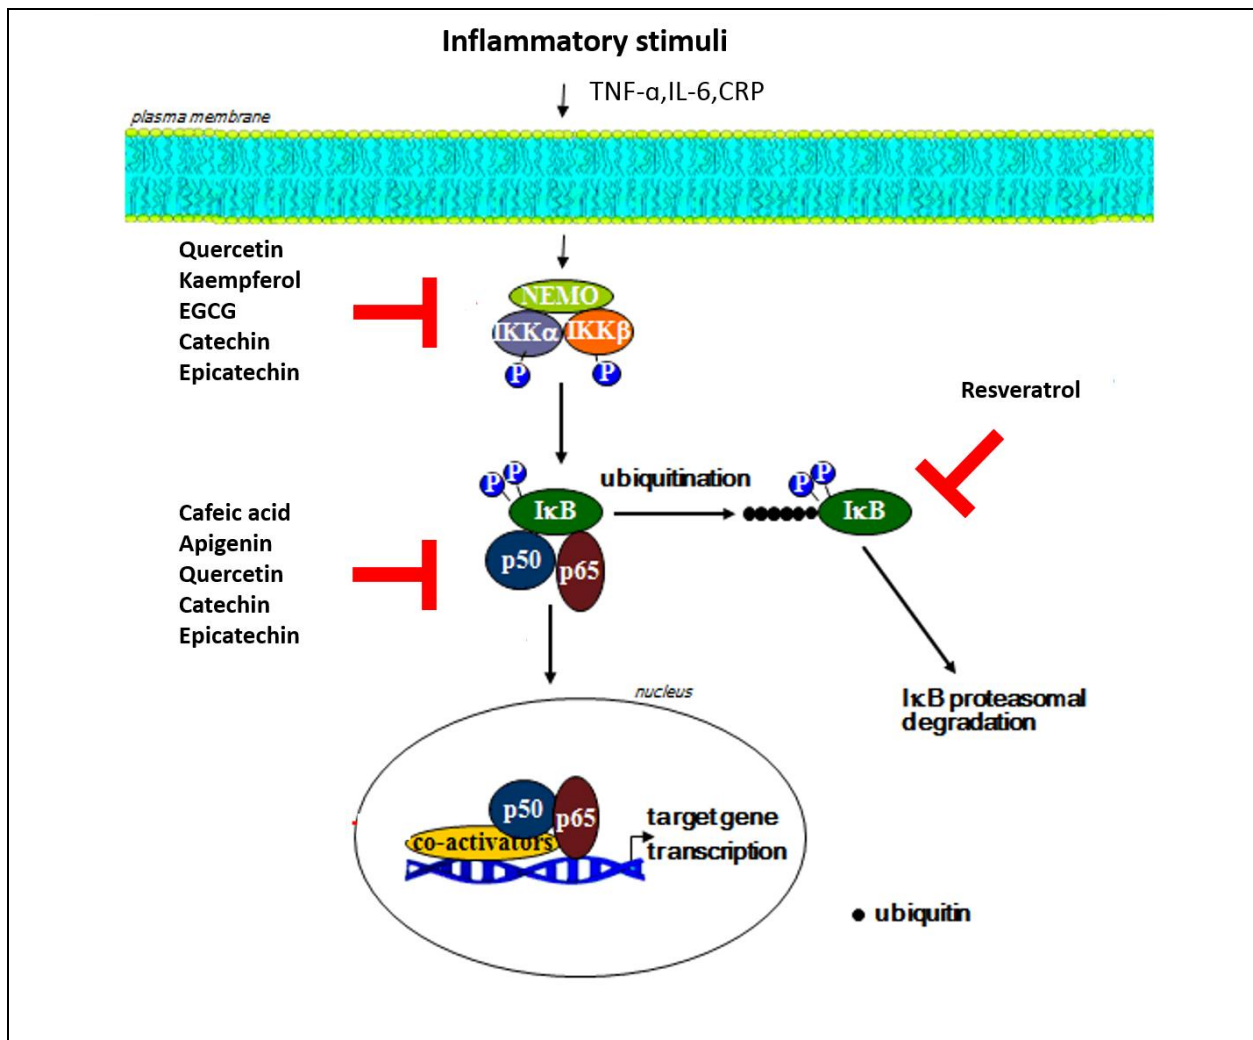 Inflammatory stimuli
TNF-α,IL-6,CRP
plasma membrane
Quercetin
Kaempferol
EGCG
Catechin
Epicatechin
NEMO
IKKα
IKKβ
P
P
Resveratrol
P
P
IκB
p50
p65
ubiquitination
P
P
IκB
Cafeic acid
Apigenin
Quercetin
Catechin
Epicatechin
IκB proteasomal
degradation
nucleus
p50
p65
co-activators
target gene
transcription
ubiquitin